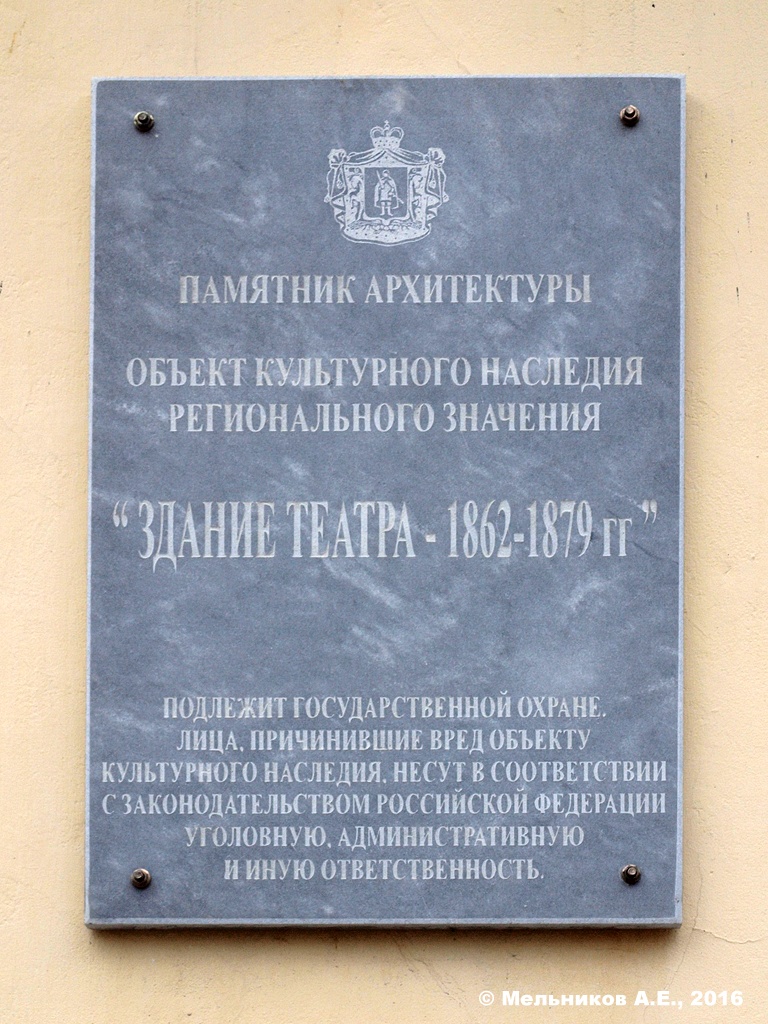 ПАМЯТНИК АРХИТЕКТУРЫ
ОБЪЕКТ КУЛЬТУРНОГО НАСЛЕДИЯ
РЕГИОНАЛЬНОГО ЗНАЧЕНИЯ
“ ЗДАНИЕ ТЕАТРА - 1862-1879 гг ”
ПОДЛЕЖИТ ГОСУДАРСТВЕННОЙ ОХРАНЕ.
ЛИЦА, ПРИЧИНИВШИЕ ВРЕД ОБЪЕКТУ
КУЛЬТУРНОГО НАСЛЕДИЯ, НЕСУТ В СООТВЕТСТВИИ
С ЗАКОНОДАТЕЛЬСТВОМ РОССИЙСКОЙ ФЕДЕРАЦИИ
УГОЛОВНУЮ, АДМИНИСТРАТИВНУЮ
И ИНУЮ ОТВЕТСТВЕННОСТЬ.
© Мельников А.Е., 2016